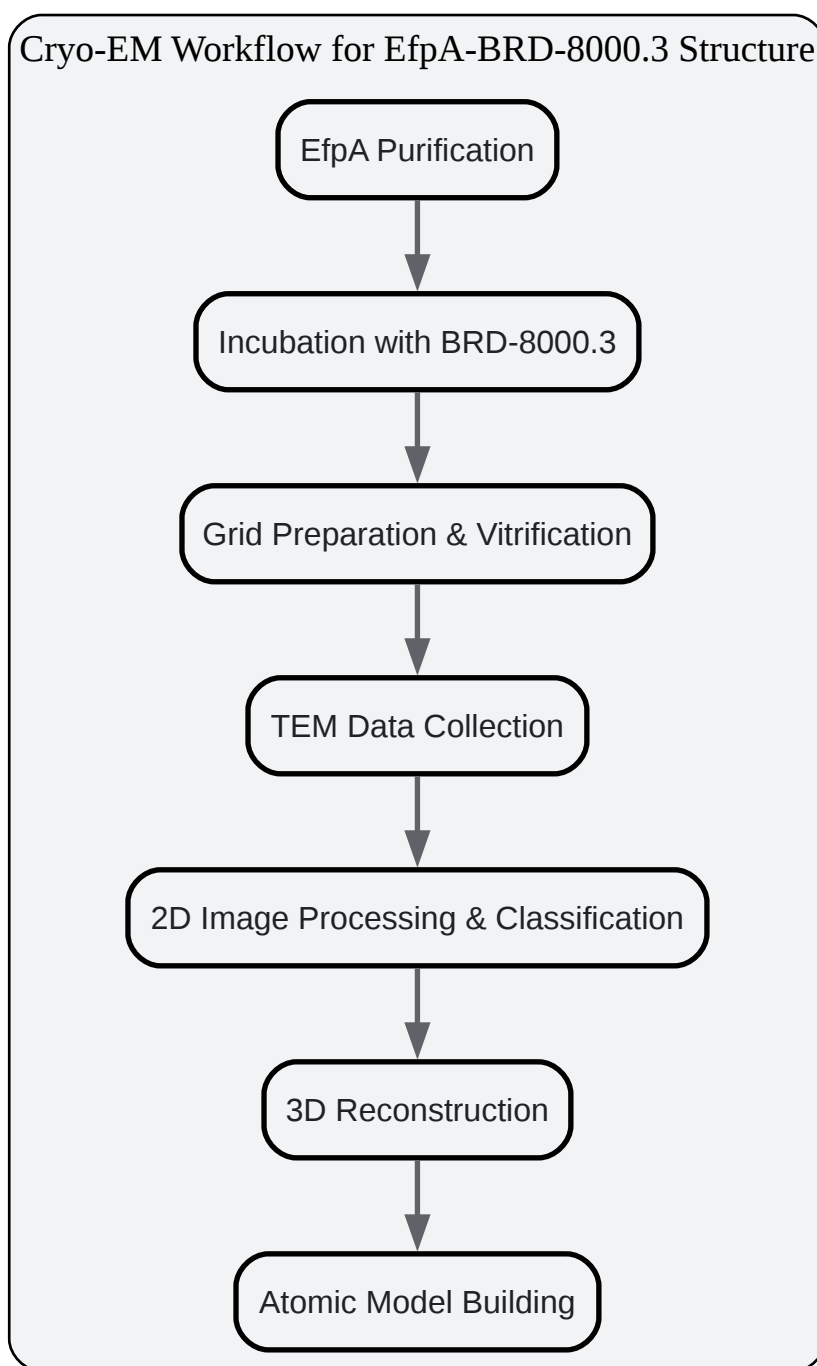 Cryo-EM Workflow for EfpA-BRD-8000.3 Structure
EfpA Purification
Incubation with BRD-8000.3
Grid Preparation & Vitrification
TEM Data Collection
2D Image Processing & Classification
3D Reconstruction
Atomic Model Building